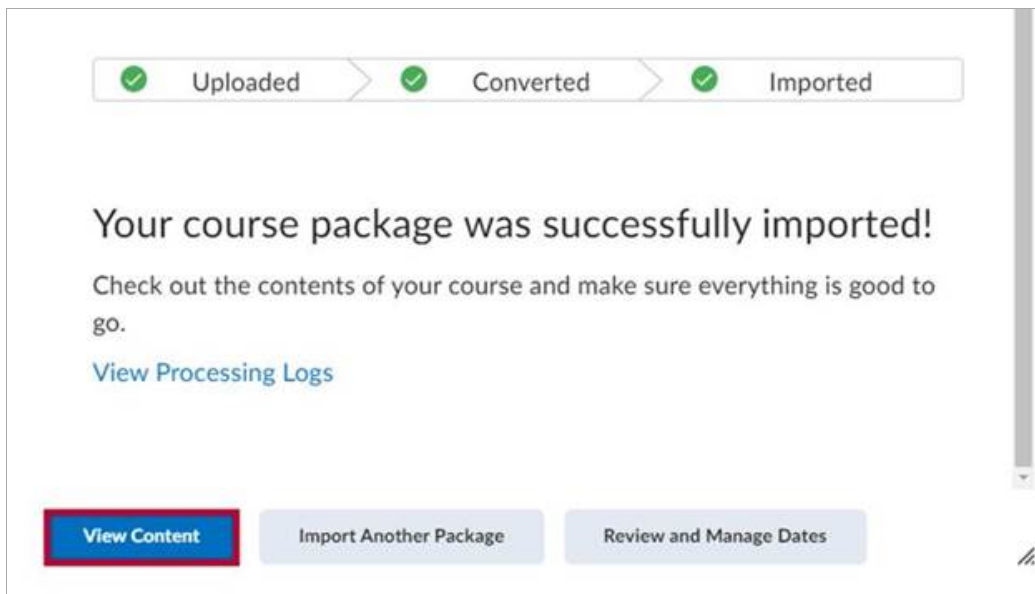 Uploaded Converted Imported
Your course package was successfully imported!
Check out the contents of your course and make sure everything is good to
go.
View Processing Logs
View Content Import Another Package Review and Manage Dates